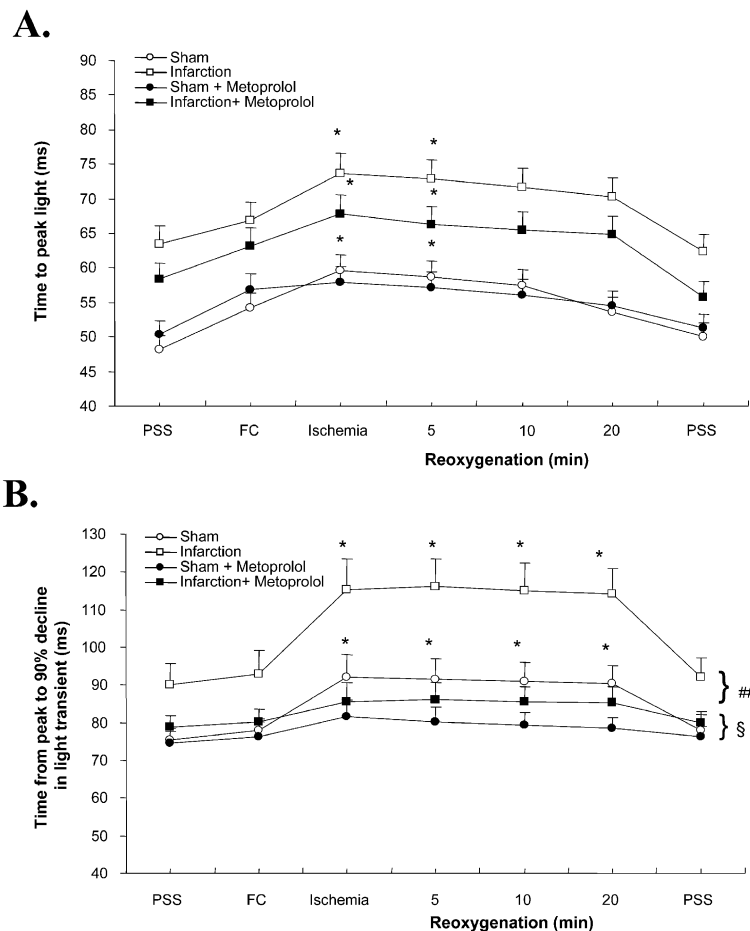 A.
Sham
Infarction
Sham + Metoprolol
Infarction+ Metoprolol
Time to peak light (ms)
90
85
80
75
70
65
60
55
50
45
40
* *
* *
* *
PSS FC Ischemia 5 10 20 PSS
Reoxygenation (min)
B.
Sham
Infarction
Sham + Metoprolol
Infarction+ Metoprolol
Time from peak to 90% decline
in light transient (ms)
130
120
110
100
90
80
70
60
50
40
* * * *
* * * *
} #
} §
PSS FC Ischemia 5 10 20 PSS
Reoxygenation (min)